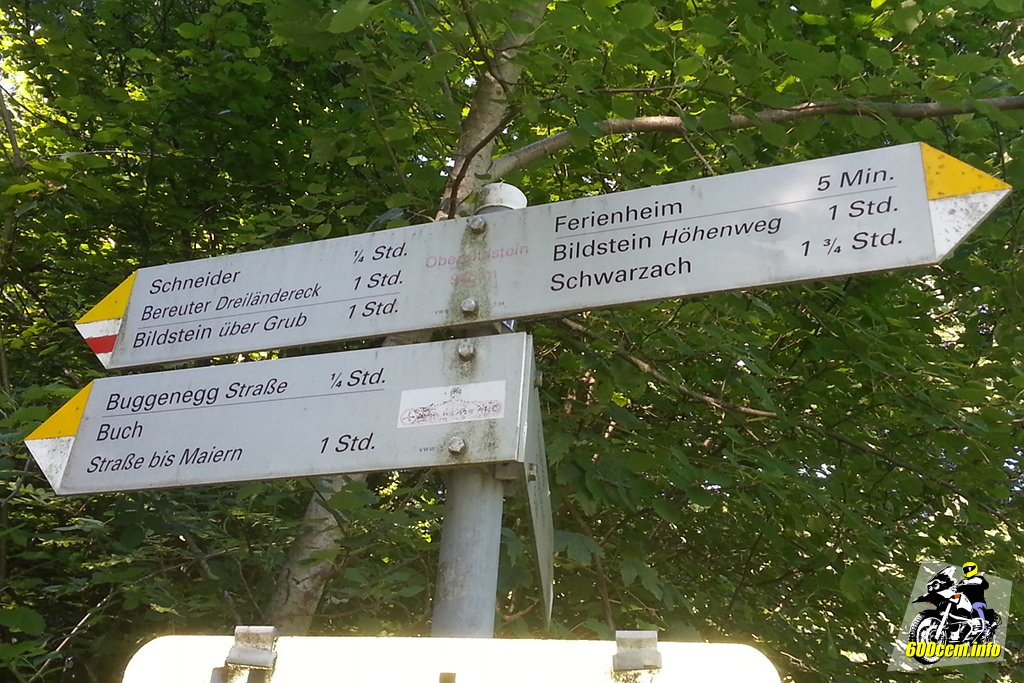 Schneider ¼ Std.
Bereuter Dreiländereck 1 Std.
Bildstein über Grub 1 Std.
Oberbildstein
Ferienheim 5 Min.
Bildstein Höhenweg 1 Std.
Schwarzach 1 ¾ Std.
Buggenegg Straße ¼ Std.
Buch
Straße bis Maiern 1 Std.
600ccm.info